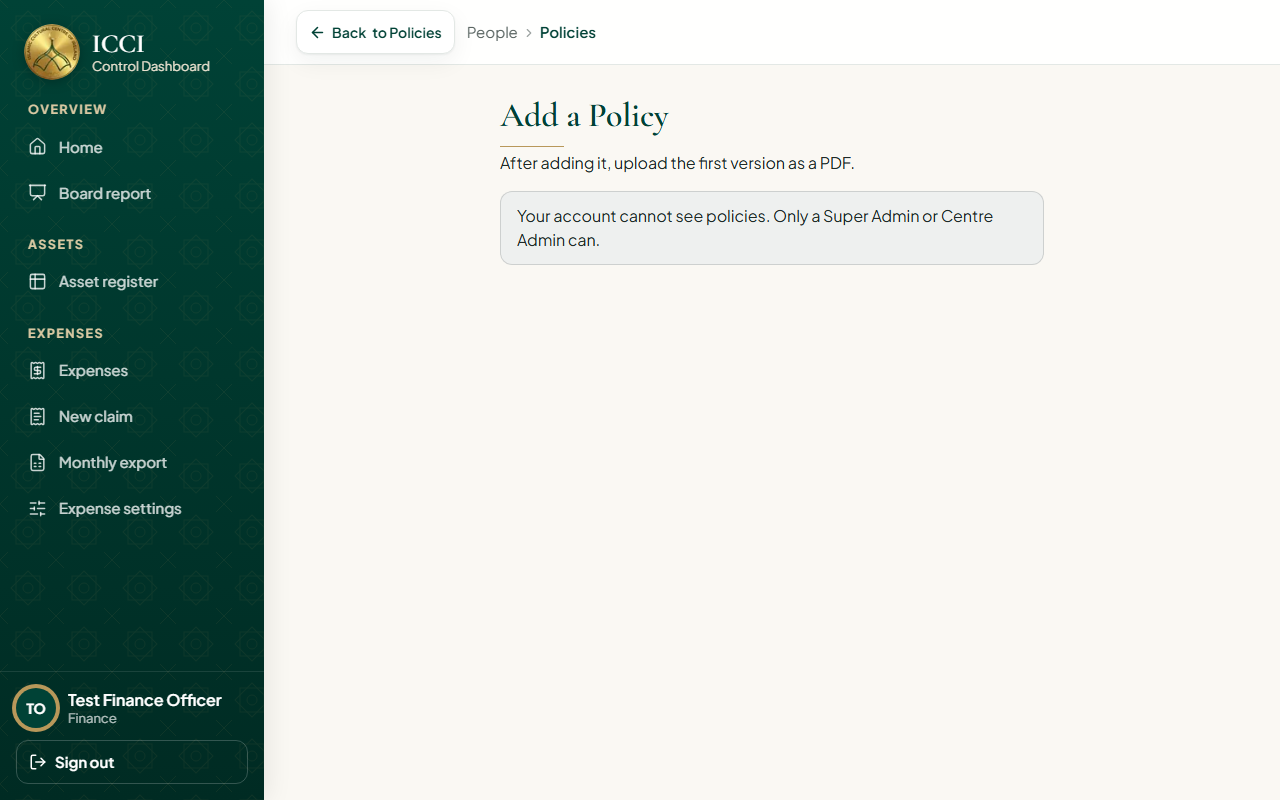 ICCI
Control Dashboard
OVERVIEW
Home
Board report
ASSETS
Asset register
EXPENSES
Expenses
New claim
Monthly export
Expense settings
TO
Test Finance Officer
Finance
Sign out
Back to Policies
People > Policies
Add a Policy
After adding it, upload the first version as a PDF.
Your account cannot see policies. Only a Super Admin or Centre
Admin can.